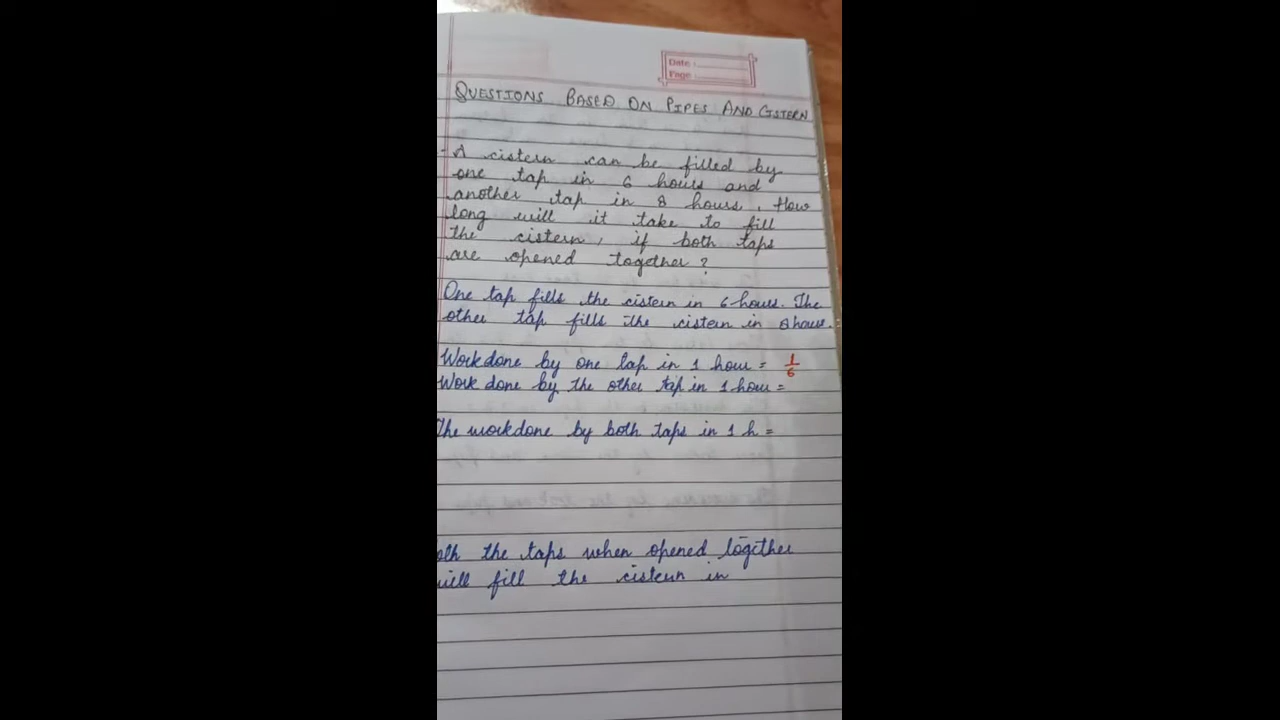 Date :
Page :
QUESTIONS BASED ON PIPES AND CISTERN
- A cistern can be filled by
one tap in 6 hours and
another tap in 8 hours. How
long will it take to fill
the cistern, if both taps
are opened together?
One tap fills the cistern in 6 hours. The
other tap fills the cistern in 8 hours.
Work done by one tap in 1 hour = 1/6
Work done by the other tap in 1 hour =
The work done by both taps in 1 h =
oth the taps when opened together
will fill the cistern in